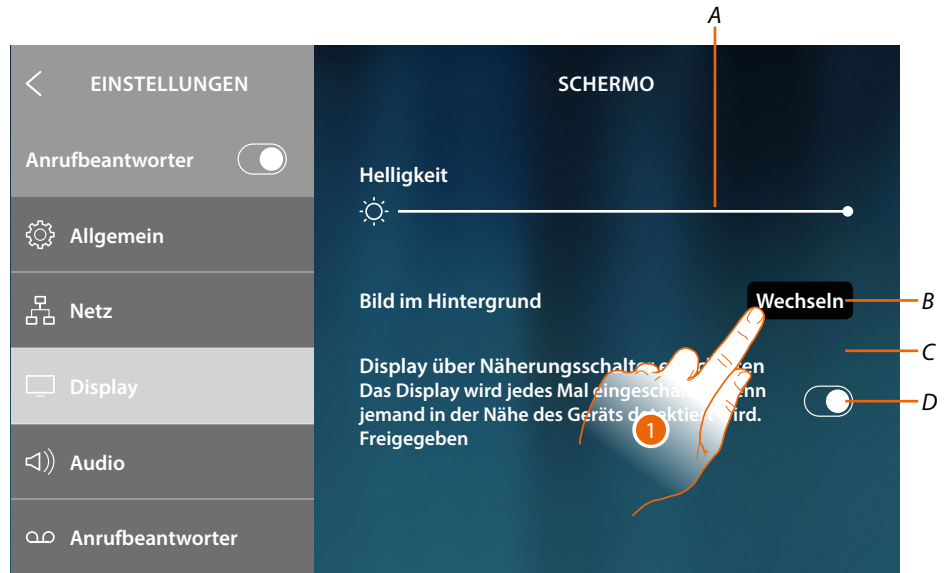 A
EINSTELLUNGEN
SCHERMO
Anrufbeantworter
Helligkeit
Allgemein
Netz
Bild im Hintergrund
Wechseln
B
C
Display
Display über Näherungsschalter
Das Display wird jedes Mal
jemand in der Nähe des Geräts wird.
Freigegeben
D
1
Audio
Anrufbeantworter